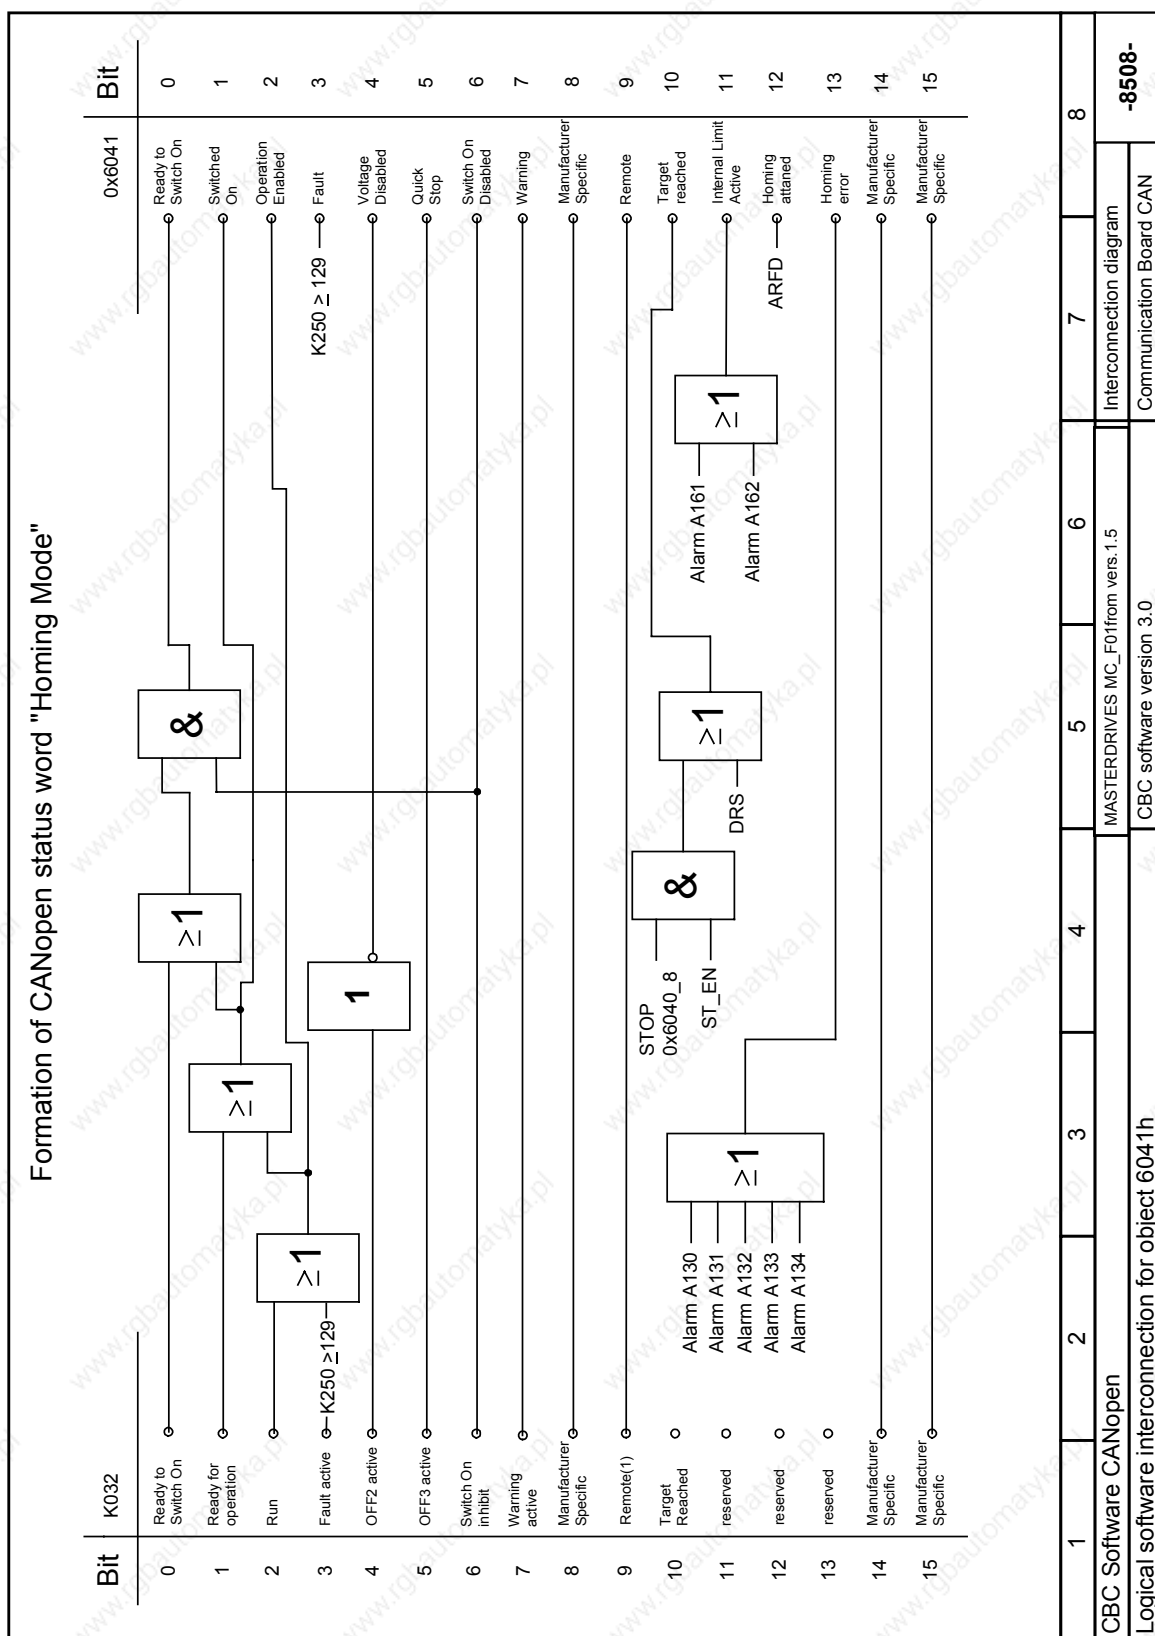 Formation of CANopen status word "Homing Mode"
Bit K032
0x6041 Bit
0 Ready to
Switch On
Ready to
Switch On 0
1 Ready for
operation
Switched
On 1
2 Run
Operation
Enabled 2
3 Fault active
K250 ≥129
K250 ≥ 129
Fault 3
4 OFF2 active
Voltage
Disabled 4
5 OFF3 active
Quick
Stop 5
6 Switch On
inhibit
Switch On
Disabled 6
7 Warning
active
Warning 7
8 Manufacturer
Specific
Manufacturer
Specific 8
9 Remote(1)
Remote 9
10 Target
Reached
Target
reached 10
11 reserved
Internal Limit
Active 11
12 reserved
Homing
attaned 12
13 reserved
Homing
error 13
14 Manufacturer
Specific
Manufacturer
Specific 14
15 Manufacturer
Specific
Manufacturer
Specific 15
≥1
≥1
≥1
&
1
STOP
0x6040_8
ST_EN
&
DRS
≥1
Alarm A161
Alarm A162
≥1
ARFD
Alarm A130
Alarm A131
Alarm A132
Alarm A133
Alarm A134
≥1
1 2 3 4 5 6 7 8
CBC Software CANopen
MASTERDRIVES MC_F01from vers.1.5
Interconnection diagram
-8508-
Logical software interconnection for object 6041h
CBC software version 3.0
Communication Board CAN
www.rgbautomatyka.pl